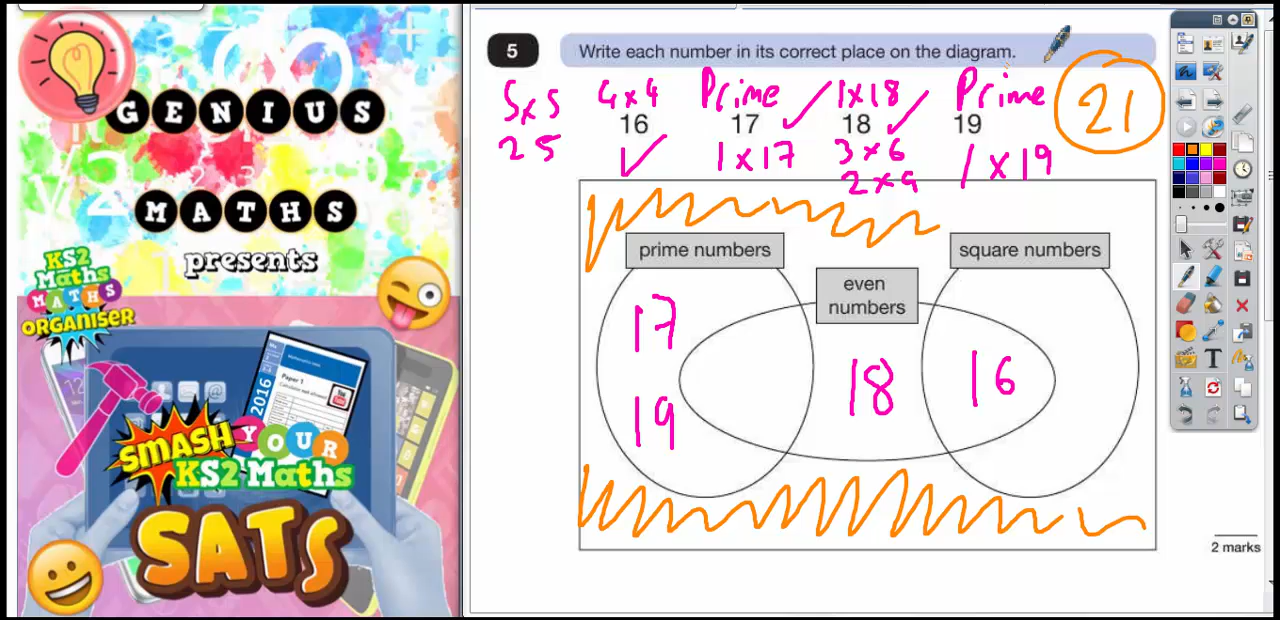 GENIUS
MATHS
presents
KS2
Maths
MATHS
ORGANISER
2016
Paper 1
SMASH YOUR
KS2 Maths
SATS
5
Write each number in its correct place on the diagram.
5x5 4x4 Prime ✓ 1x18 ✓ Prime 21
16 17 18 19
25 ✓ 1x17 3x6 1x19
2x9
prime numbers
square numbers
even
numbers
17
18 16
19
2 marks